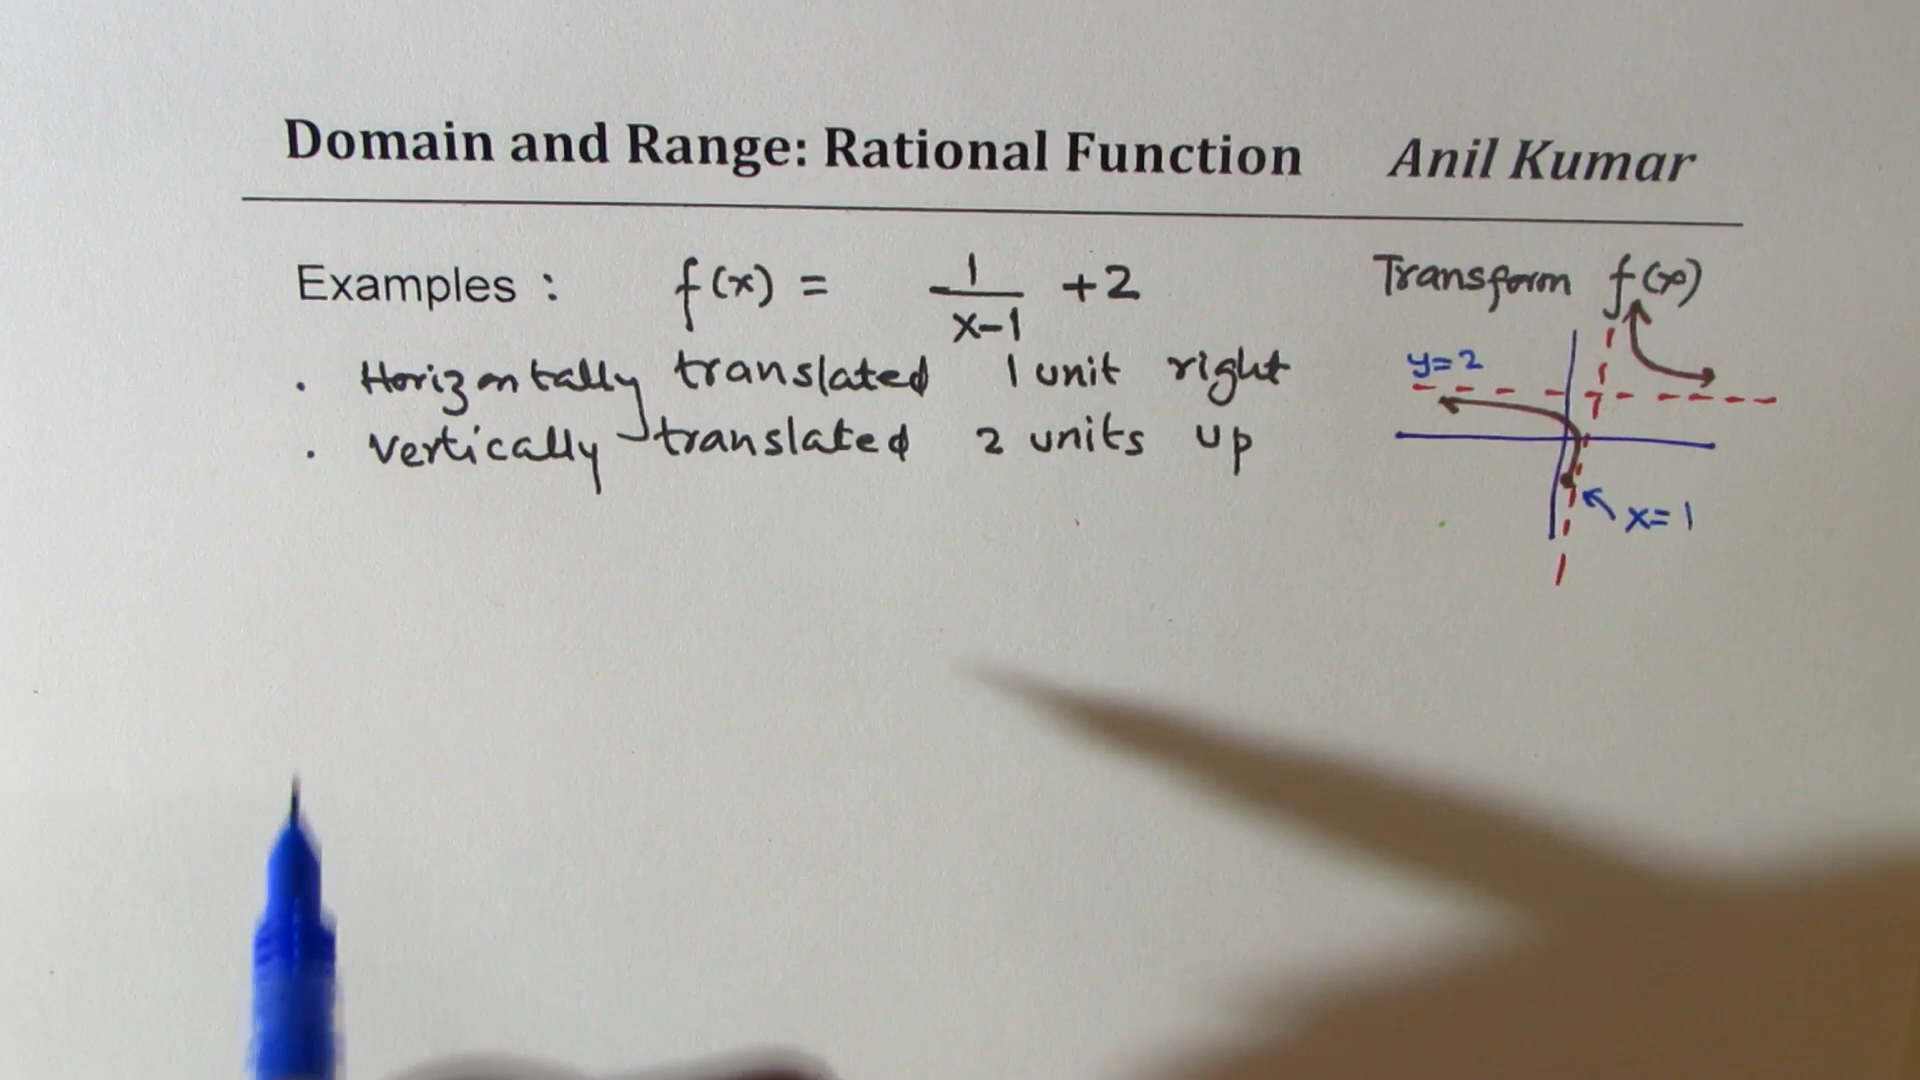 Domain and Range: Rational Function Anil Kumar
Examples : f(x) = 1/(x-1) +2 Transform f(x)
. Horizontally translated 1 unit right
. Vertically translated 2 units up
y=2
x=1